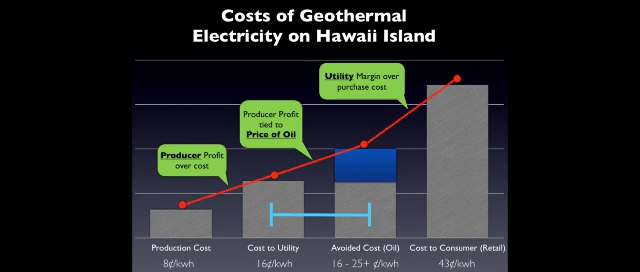 Costs of Geothermal
Electricity on Hawaii Island
Utility Margin over
purchase cost
Producer Profit
tied to
Price of Oil
Producer Profit
over cost
Production Cost
Cost to Utility
Avoided Cost (Oil)
Cost to Consumer (Retail)
8¢/kwh
16¢/kwh
16 - 25+ ¢/kwh
43¢/kwh